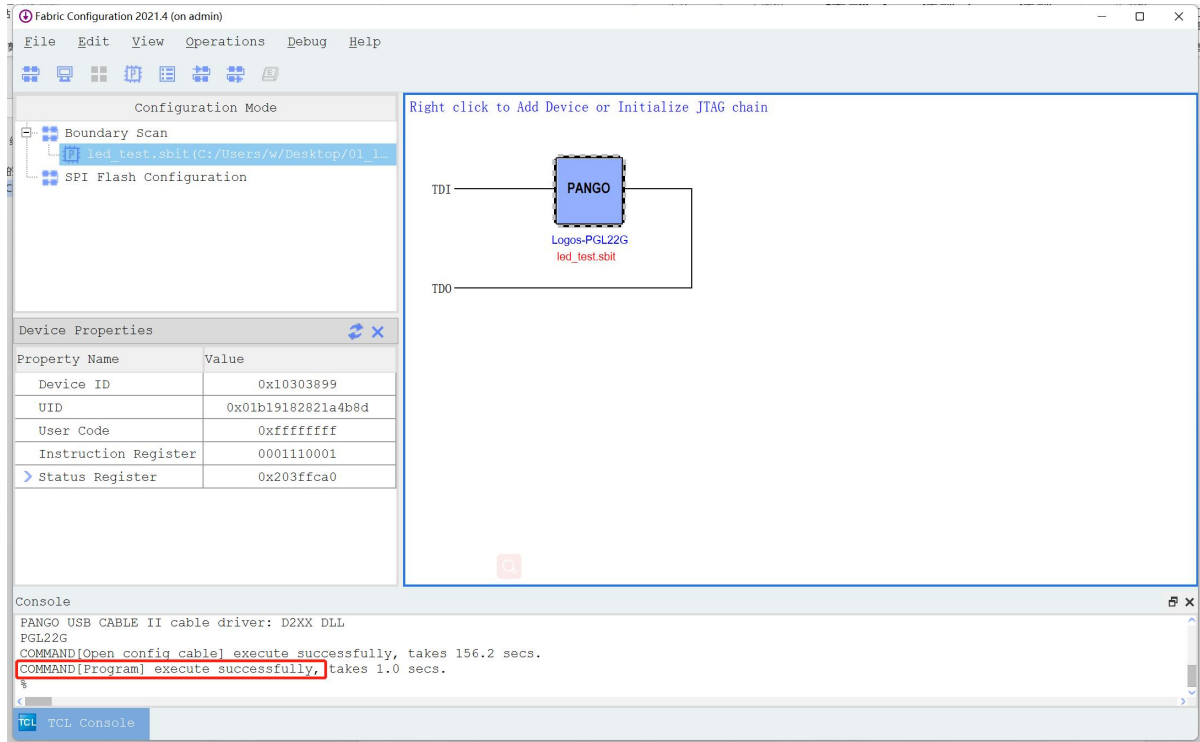 Fabric Configuration 2021.4 (on admin)
File Edit View Operations Debug Help
Configuration Mode
Boundary Scan
led_test.sbit(C:/Users/w/Desktop/01_l...
SPI Flash Configuration
Right click to Add Device or Initialize JTAG chain
TDI
PANGO
Logos-PGL22G
led_test.sbit
TDO
Device Properties
Property Name Value
Device ID 0x10303899
UID 0x01b19182821a4b8d
User Code 0xffffffff
Instruction Register 0001110001
Status Register 0x203ffca0
Console
PANGO USB CABLE II cable driver: D2XX DLL
PGL22G
COMMAND[Open config cable] execute successfully, takes 156.2 secs.
COMMAND[Program] execute successfully, takes 1.0 secs.
%
TCL TCL Console